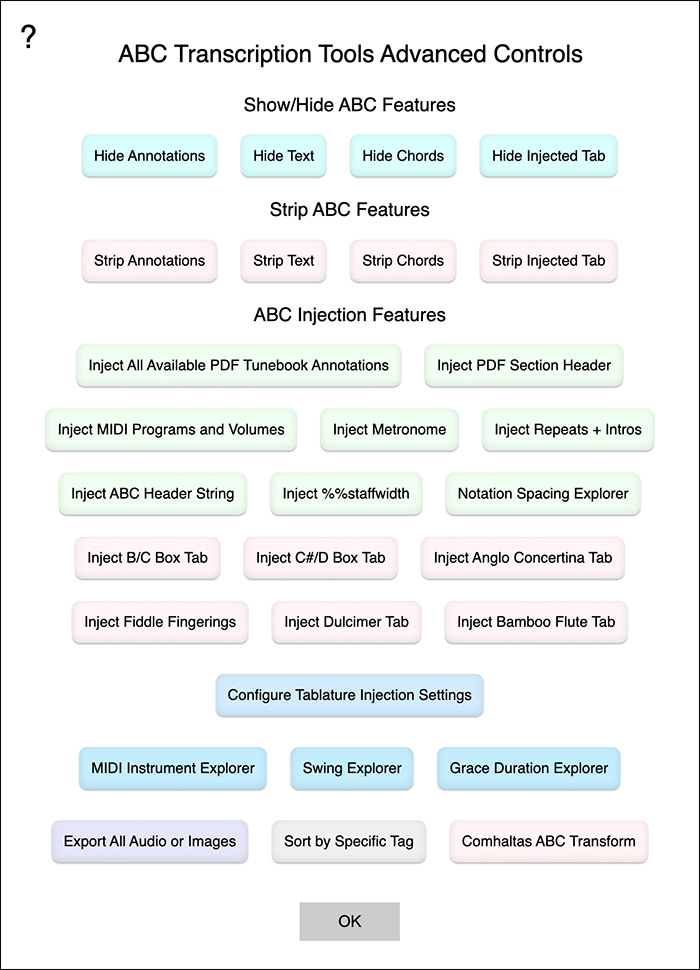 ?
ABC Transcription Tools Advanced Controls
Show/Hide ABC Features
Hide Annotations Hide Text Hide Chords Hide Injected Tab
Strip ABC Features
Strip Annotations Strip Text Strip Chords Strip Injected Tab
ABC Injection Features
Inject All Available PDF Tunebook Annotations Inject PDF Section Header
Inject MIDI Programs and Volumes Inject Metronome Inject Repeats + Intros
Inject ABC Header String Inject %%staffwidth Notation Spacing Explorer
Inject B/C Box Tab Inject C#/D Box Tab Inject Anglo Concertina Tab
Inject Fiddle Fingerings Inject Dulcimer Tab Inject Bamboo Flute Tab
Configure Tablature Injection Settings
MIDI Instrument Explorer Swing Explorer Grace Duration Explorer
Export All Audio or Images Sort by Specific Tag Comhaltas ABC Transform
OK